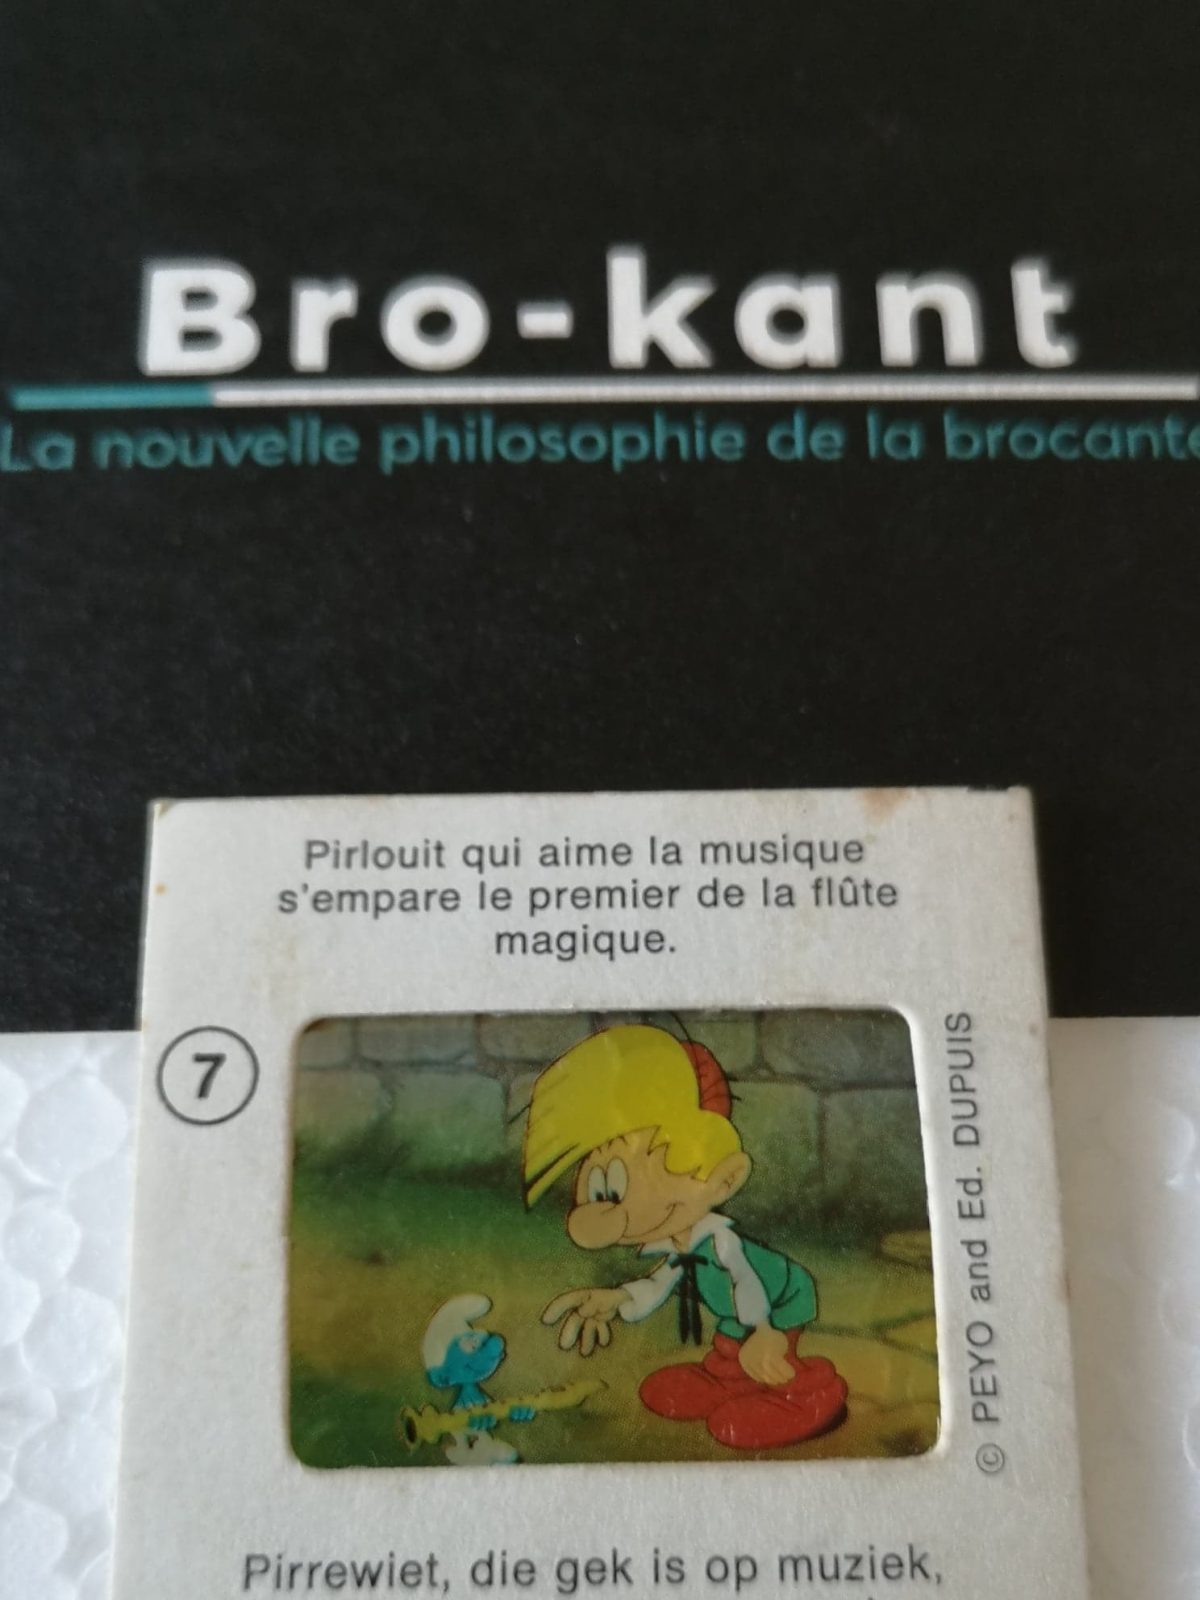 Bro-kant
La nouvelle philosophie de la brocante
Pirlouit qui aime la musique
s'empare le premier de la flûte
magique.
7
© PEYO and Ed. DUPUIS
Pirrewiet, die gek is op muziek,